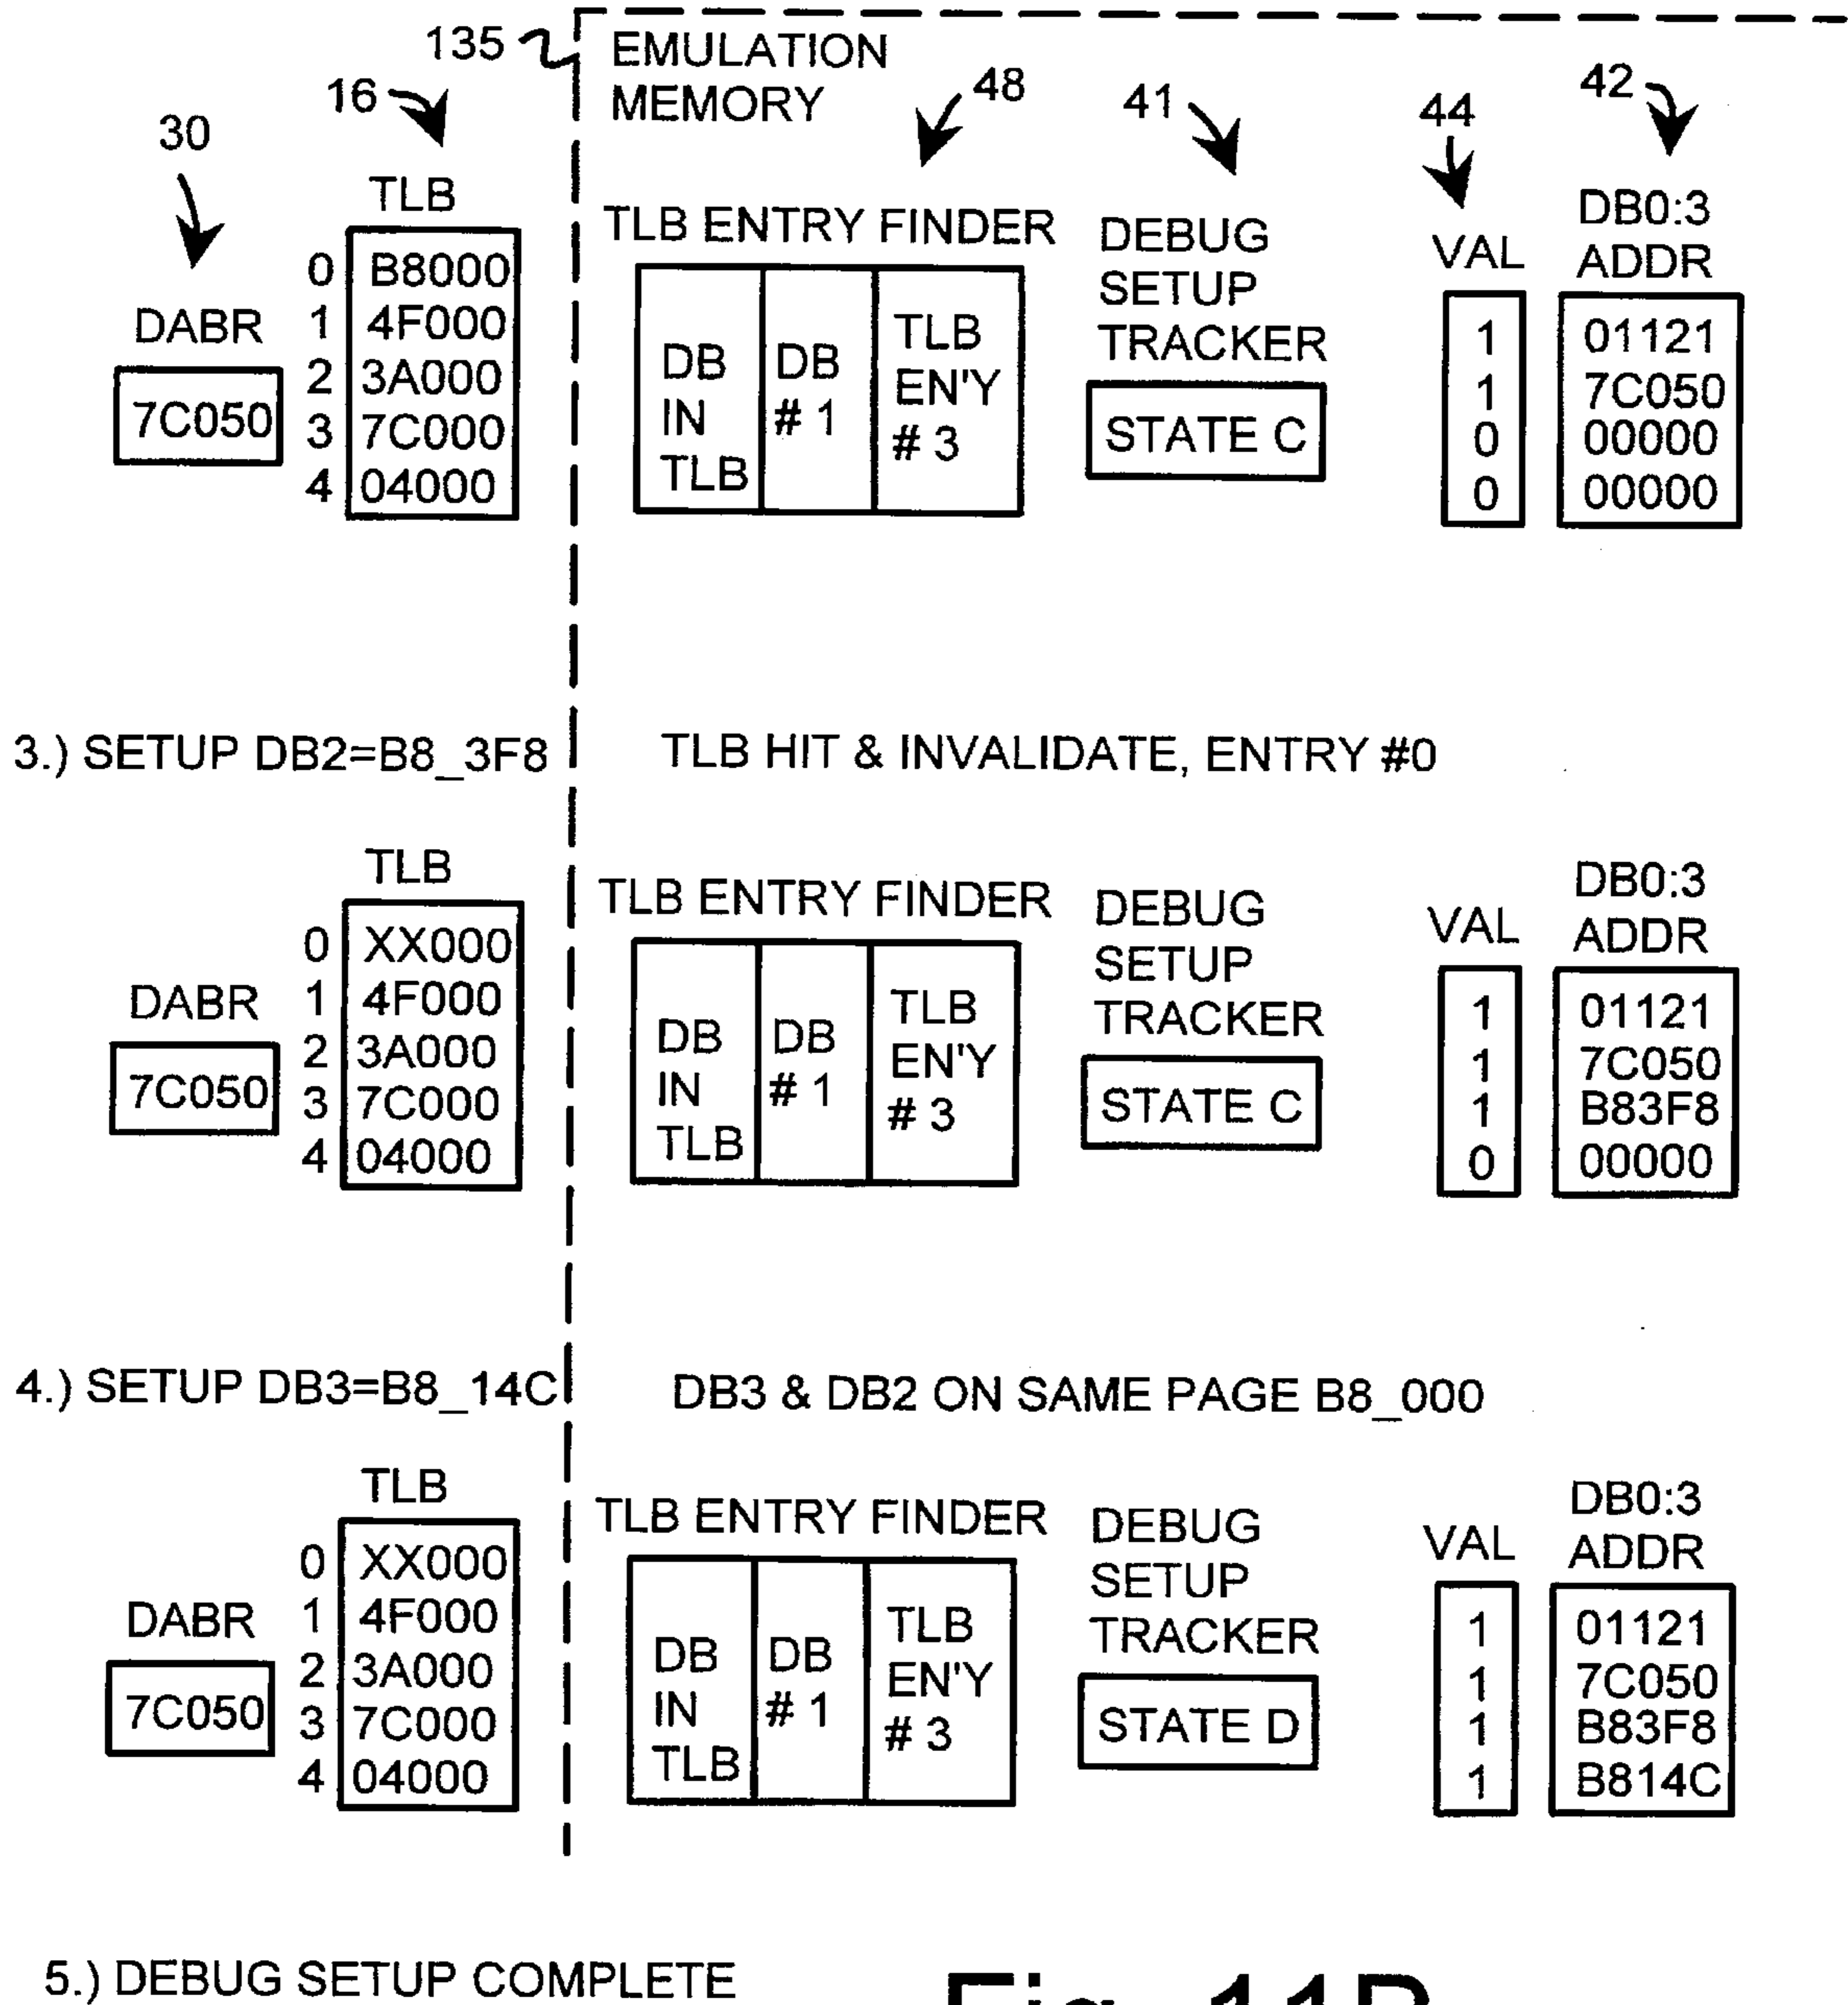 135
EMULATION
MEMORY
30
16
48
41
44
42
TLB
0 B8000
1 4F000
2 3A000
3 7C000
4 04000
DABR
7C050
TLB ENTRY FINDER
DB
IN
TLB
DB
# 1
TLB
EN'Y
# 3
DEBUG
SETUP
TRACKER
STATE C
VAL
1
1
0
0
DB0:3
ADDR
01121
7C050
00000
00000
3.) SETUP DB2=B8_3F8
TLB HIT & INVALIDATE, ENTRY #0
TLB
0 XX000
1 4F000
2 3A000
3 7C000
4 04000
DABR
7C050
TLB ENTRY FINDER
DB
IN
TLB
DB
# 1
TLB
EN'Y
# 3
DEBUG
SETUP
TRACKER
STATE C
VAL
1
1
1
0
DB0:3
ADDR
01121
7C050
B83F8
00000
4.) SETUP DB3=B8_14C
DB3 & DB2 ON SAME PAGE B8_000
TLB
0 XX000
1 4F000
2 3A000
3 7C000
4 04000
DABR
7C050
TLB ENTRY FINDER
DB
IN
TLB
DB
# 1
TLB
EN'Y
# 3
DEBUG
SETUP
TRACKER
STATE D
VAL
1
1
1
1
DB0:3
ADDR
01121
7C050
B83F8
B814C
5.) DEBUG SETUP COMPLETE